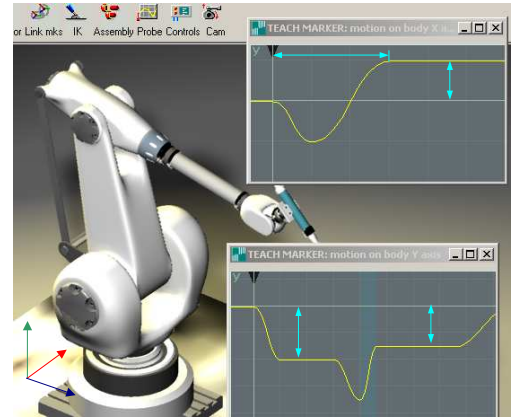 or Link mks IK Assembly Probe Controls Cam
TEACH MARKER: motion on body X a...
y
TEACH MARKER: motion on body Y axis
y